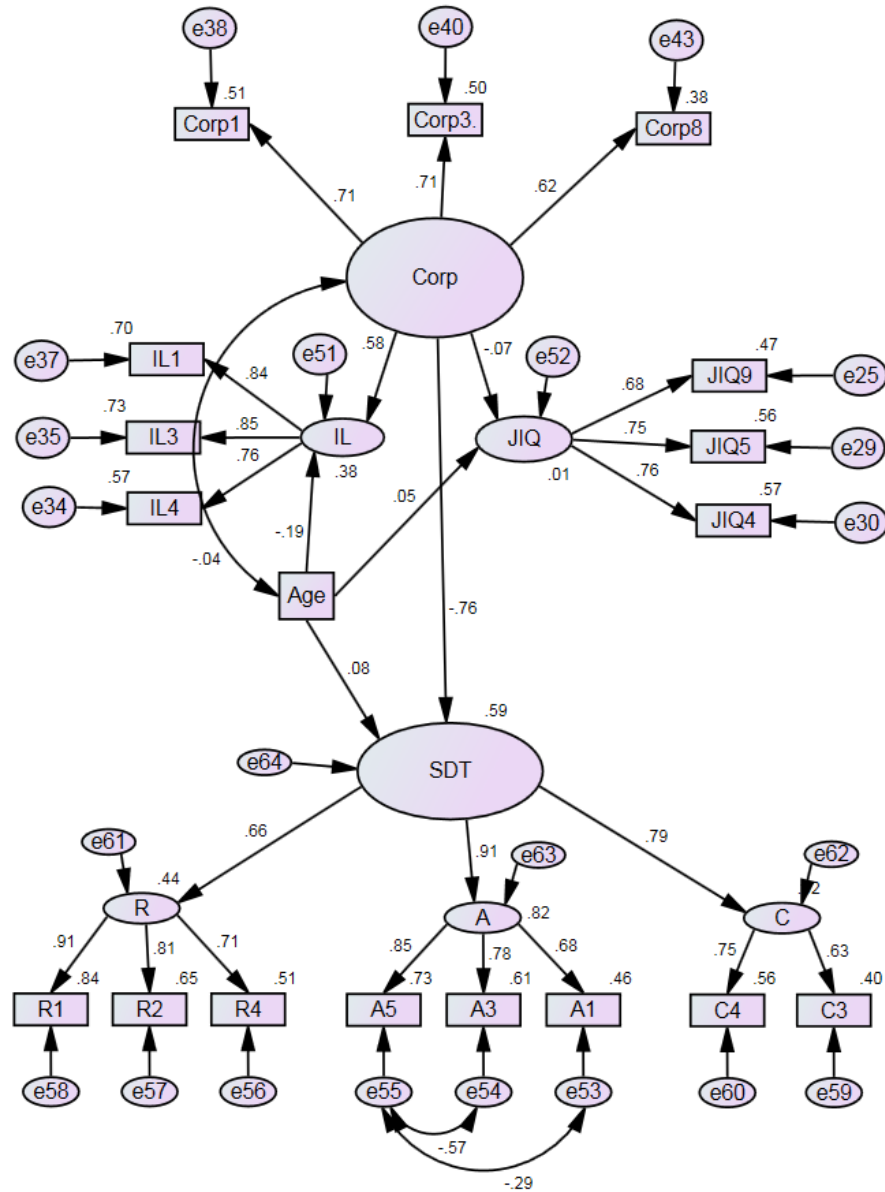 e38
e40
e43
.51
.50
.38
Corp1
Corp3.
Corp8
.71
.71
.62
Corp
.70
.58
-.07
.47
e37
IL1
e51
e52
JIQ9
e25
.84
.68
.73
.56
e35
IL3
.85
IL
JIQ
.75
JIQ5
e29
.76
.38
.01
.57
.76
.57
e34
IL4
.05
JIQ4
e30
-.19
-.04
Age
-.76
.08
.59
e64
SDT
e61
.66
.91
e63
.79
e62
.44
R
A
.82
C
.91
.81
.71
.85
.78
.68
.75
.63
.84
.65
.51
.73
.61
.46
.56
.40
R1
R2
R4
A5
A3
A1
C4
C3
e58
e57
e56
e55
e54
e53
e60
e59
-.57
-.29